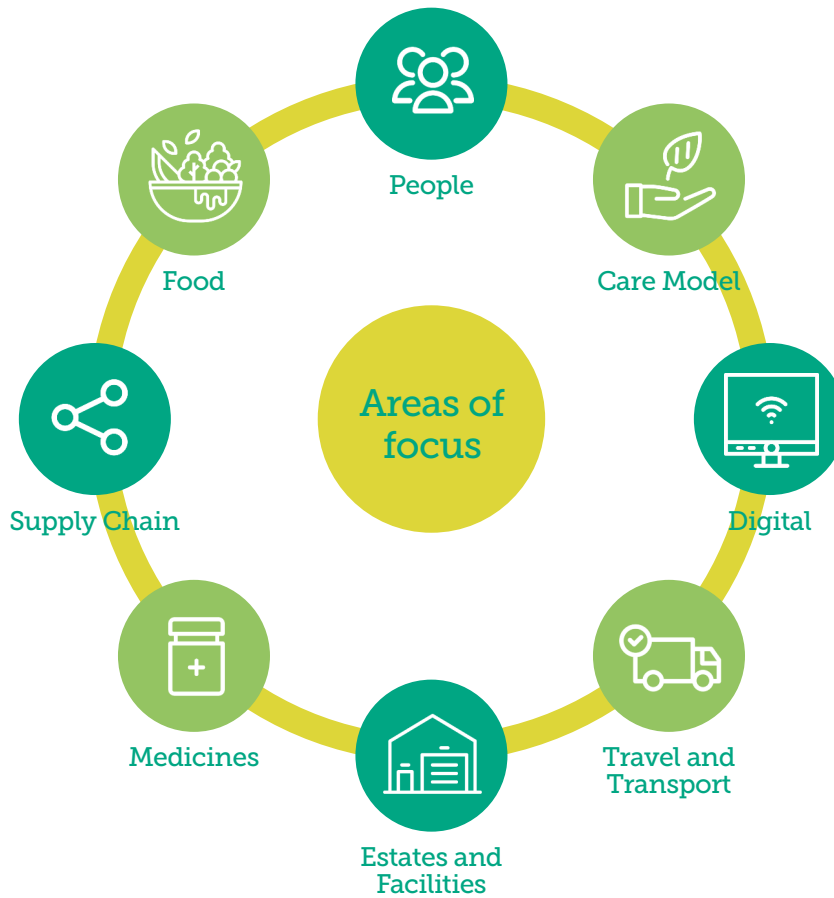 People
Care Model
Food
Areas of
focus
Supply Chain
Digital
Medicines
Travel and
Transport
Estates and
Facilities